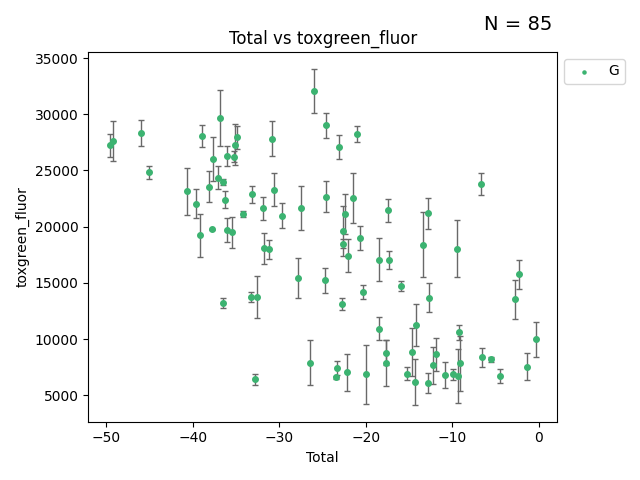 N = 85
Total vs toxgreen_fluor
G
toxgreen_fluor
35000
30000
25000
20000
15000
10000
5000
−50 −40 −30 −20 −10 0
Total